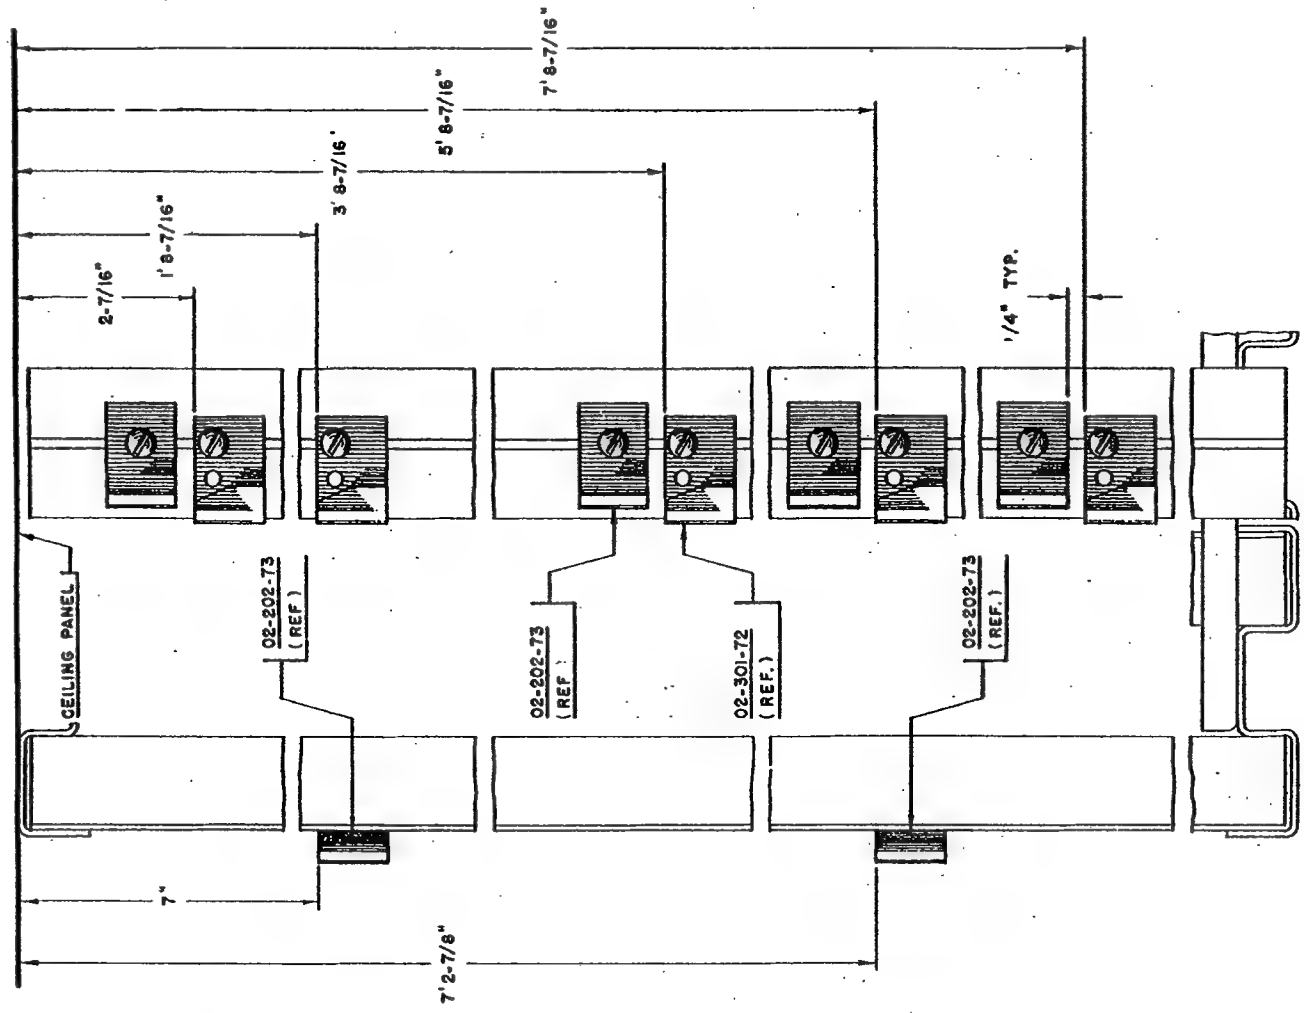 7' 8-7/16"
5' 8-7/16"
3' 8-7/16'
1' 8-7/16"
2-7/16"
1/4" TYP.
CEILING PANEL
02-202-73
(REF)
02-202-73
(REF.)
02-301-72
(REF.)
02-202-73
(REF.)
7"
7' 2-7/8"